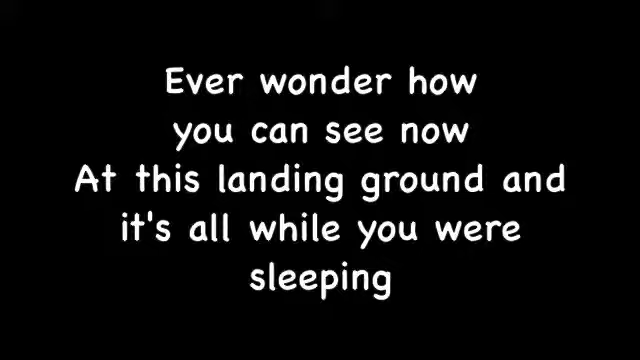 Ever wonder how
you can see now
At this landing ground and
it's all while you were
sleeping